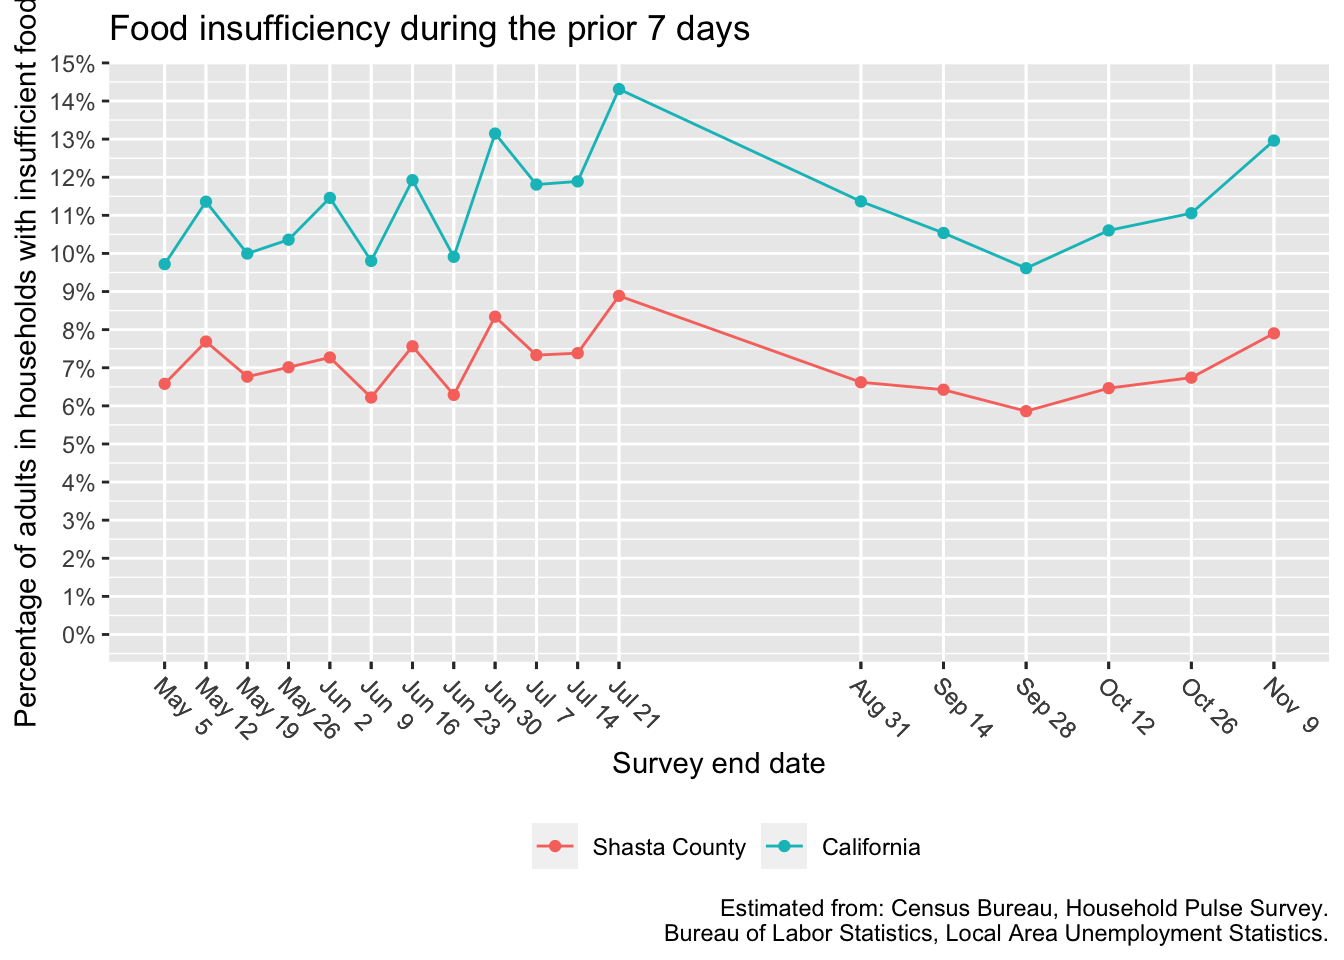 Food insufficiency during the prior 7 days
Percentage of adults in households with insufficient food
15%
14%
13%
12%
11%
10%
9%
8%
7%
6%
5%
4%
3%
2%
1%
0%
May 5
May 12
May 19
May 26
Jun 2
Jun 9
Jun 16
Jun 23
Jun 30
Jul 7
Jul 14
Jul 21
Aug 31
Sep 14
Sep 28
Oct 12
Oct 26
Nov 9
Survey end date
Shasta County
California
Estimated from: Census Bureau, Household Pulse Survey.
Bureau of Labor Statistics, Local Area Unemployment Statistics.